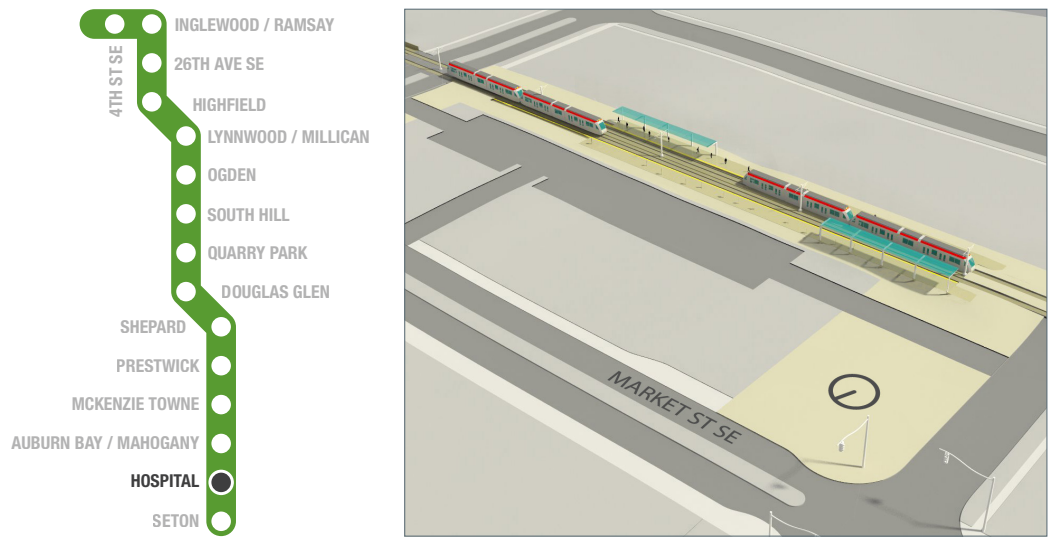 INGLEWOOD / RAMSAY
4TH ST SE
26TH AVE SE
HIGHFIELD
LYNNWOOD / MILLICAN
OGDEN
SOUTH HILL
QUARRY PARK
DOUGLAS GLEN
SHEPARD
PRESTWICK
MCKENZIE TOWNE
AUBURN BAY / MAHOGANY
HOSPITAL
SETON
MARKET ST SE